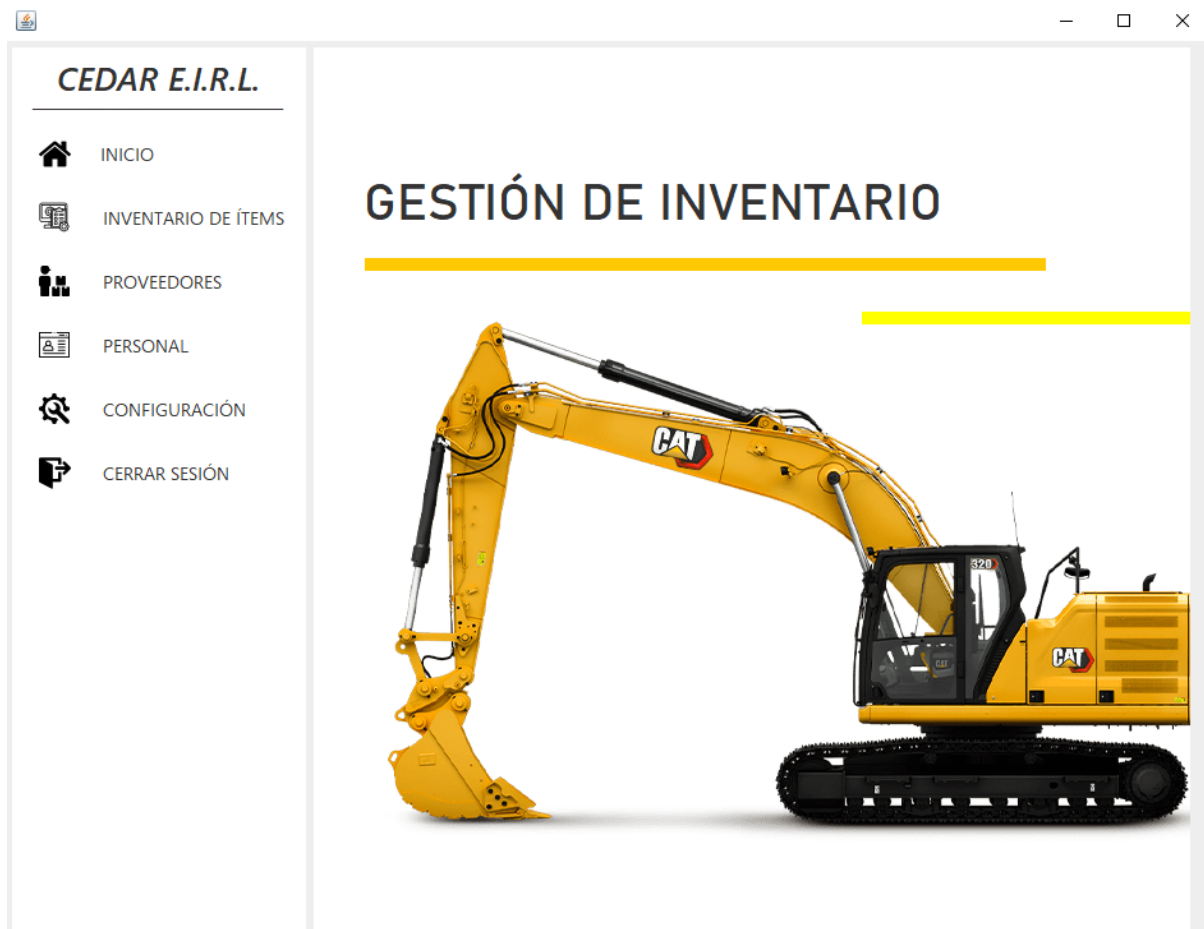 CEDAR E.I.R.L.
INICIO
INVENTARIO DE ÍTEMS
PROVEEDORES
PERSONAL
CONFIGURACIÓN
CERRAR SESIÓN
GESTIÓN DE INVENTARIO
CAT
320
CAT
CAT